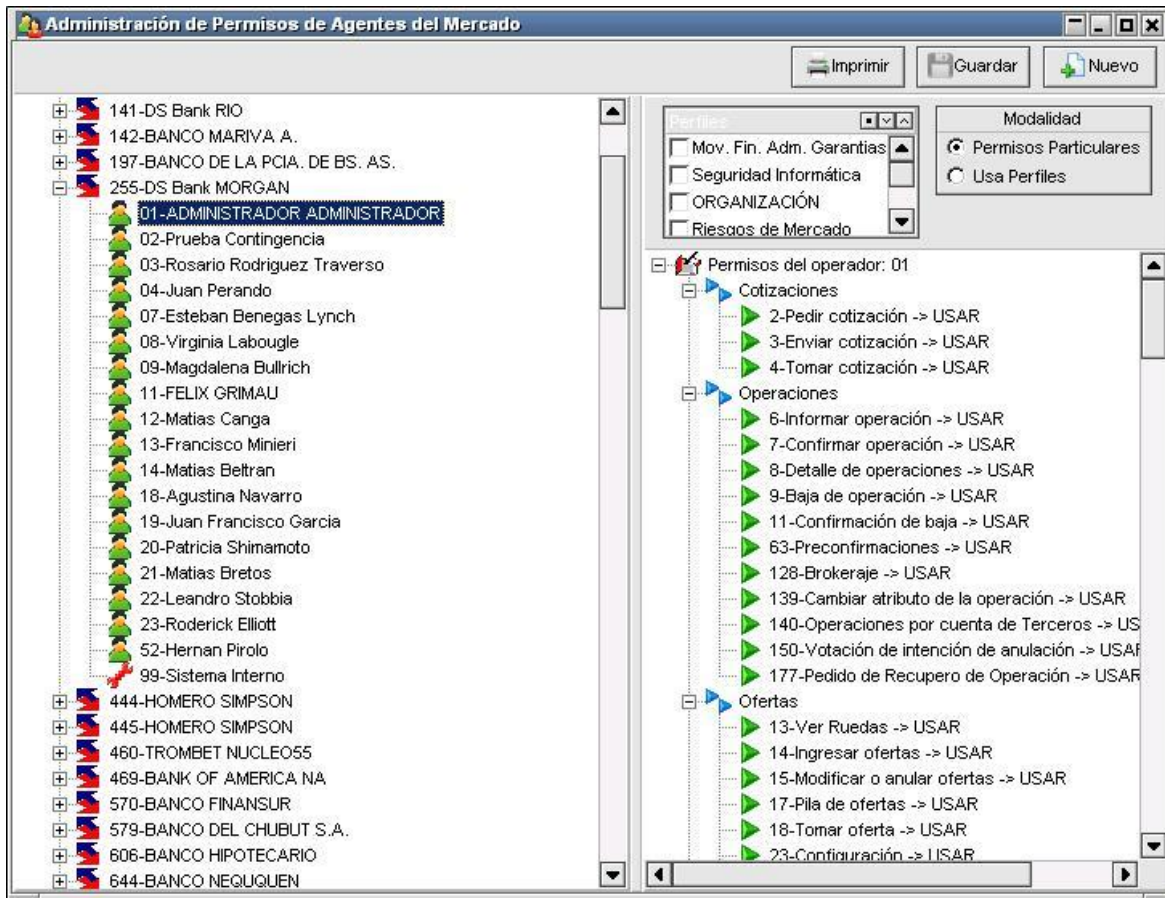 Administración de Permisos de Agentes del Mercado
Imprimir
Guardar
Nuevo
141-DS Bank RIO
142-BANCO MARIVA A.
197-BANCO DE LA PCIA. DE BS. AS.
255-DS Bank MORGAN
01-ADMINISTRADOR ADMINISTRADOR
02-Prueba Contingencia
03-Rosario Rodriguez Traverso
04-Juan Perando
07-Esteban Benegas Lynch
08-Virginia Labougle
09-Magdalena Bullrich
11-FELIX GRIMAU
12-Matias Canga
13-Francisco Minieri
14-Matias Beltran
18-Agustina Navarro
19-Juan Francisco Garcia
20-Patricia Shimamoto
21-Matias Bretos
22-Leandro Stobbia
23-Roderick Elliott
52-Hernan Pirolo
99-Sistema Interno
444-HOMERO SIMPSON
445-HOMERO SIMPSON
460-TROMBET NUCLEO55
469-BANK OF AMERICA NA
570-BANCO FINANSUR
579-BANCO DEL CHUBUT S.A.
606-BANCO HIPOTECARIO
644-BANCO NEQUQUEN
Perfiles
Mov. Fin. Adm. Garantias
Seguridad Informática
ORGANIZACIÓN
Riesgos de Mercado
Modalidad
Permisos Particulares
Usa Perfiles
Permisos del operador: 01
Cotizaciones
2-Pedir cotización -> USAR
3-Enviar cotización -> USAR
4-Tomar cotización -> USAR
Operaciones
6-Informar operación -> USAR
7-Confirmar operación -> USAR
8-Detalle de operaciones -> USAR
9-Baja de operación -> USAR
11-Confirmación de baja -> USAR
63-Preconfirmaciones -> USAR
128-Brokeraje -> USAR
139-Cambiar atributo de la operación -> USAR
140-Operaciones por cuenta de Terceros -> US
150-Votación de intención de anulación -> USAR
177-Pedido de Recupero de Operación -> USAR
Ofertas
13-Ver Ruedas -> USAR
14-Ingresar ofertas -> USAR
15-Modificar o anular ofertas -> USAR
17-Pila de ofertas -> USAR
18-Tomar oferta -> USAR
23-Configuración -> USAR